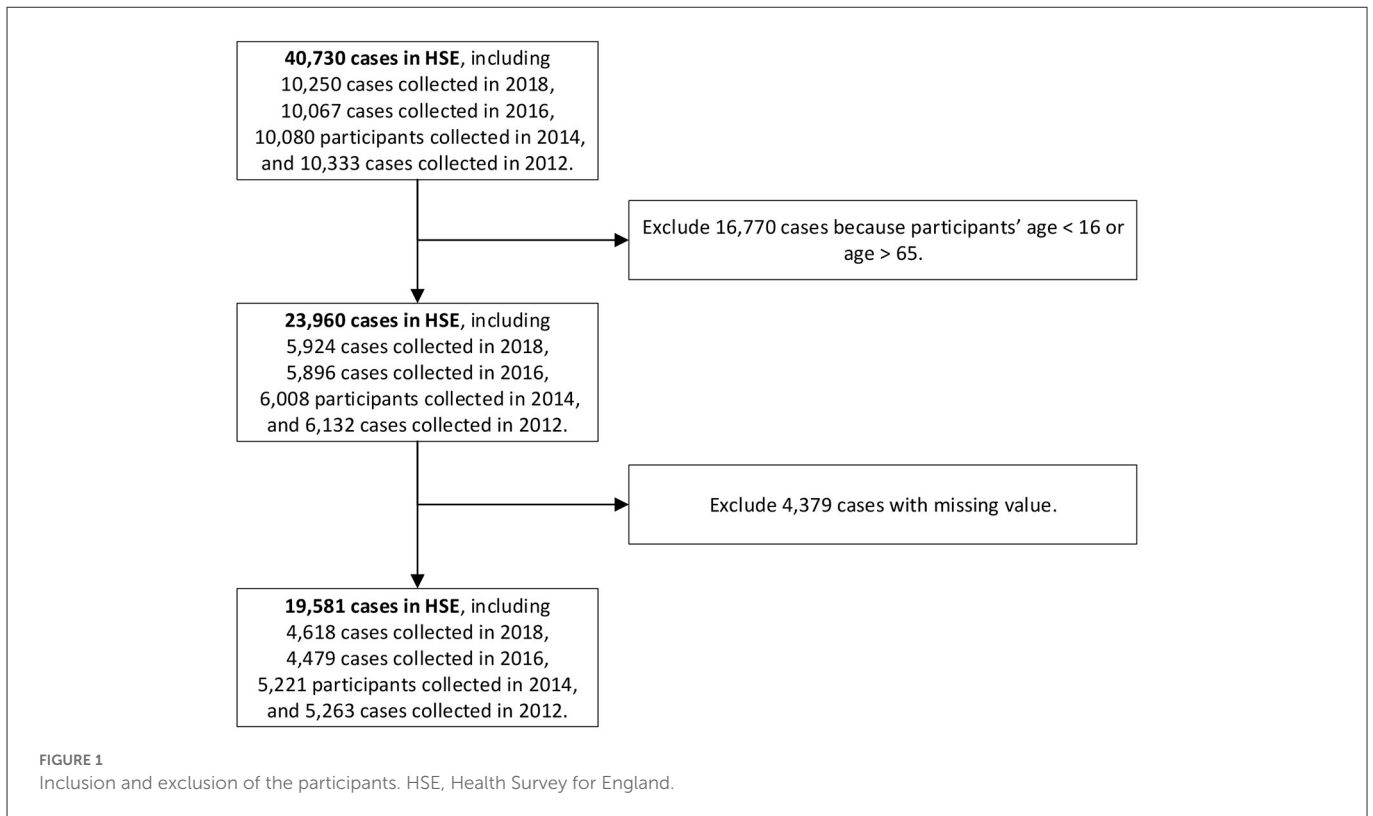 40,730 cases in HSE, including
10,250 cases collected in 2018,
10,067 cases collected in 2016,
10,080 participants collected in 2014,
and 10,333 cases collected in 2012.
Exclude 16,770 cases because participants’ age < 16 or
age > 65.
23,960 cases in HSE, including
5,924 cases collected in 2018,
5,896 cases collected in 2016,
6,008 participants collected in 2014,
and 6,132 cases collected in 2012.
Exclude 4,379 cases with missing value.
19,581 cases in HSE, including
4,618 cases collected in 2018,
4,479 cases collected in 2016,
5,221 participants collected in 2014,
and 5,263 cases collected in 2012.
FIGURE 1
Inclusion and exclusion of the participants. HSE, Health Survey for England.